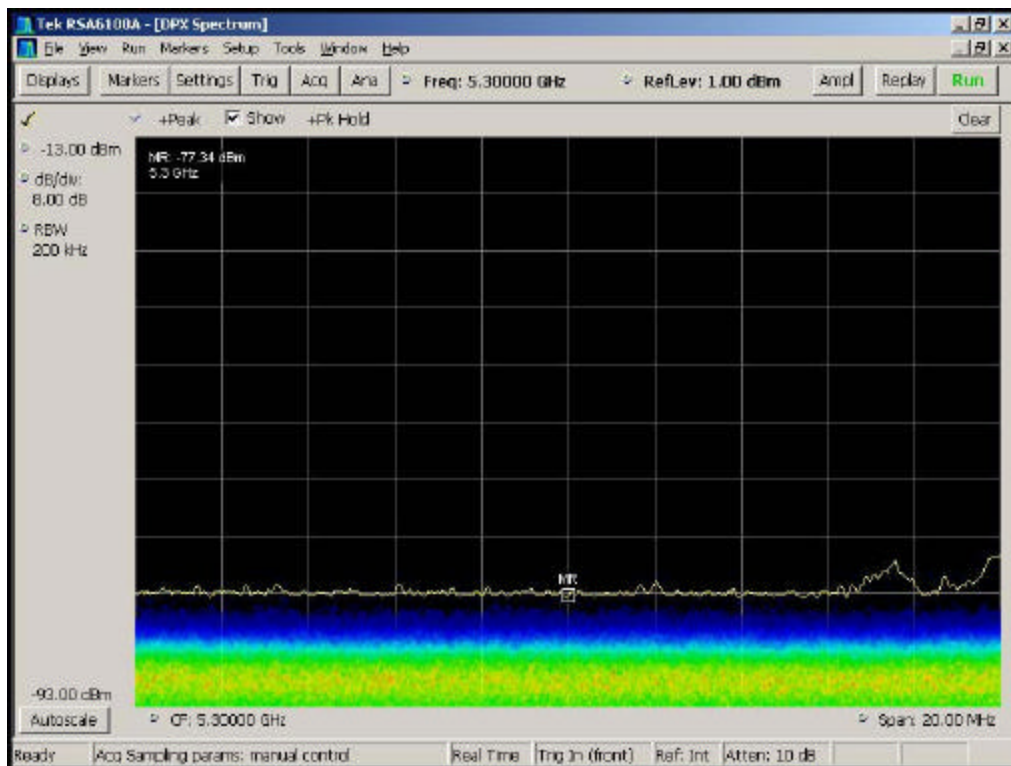 Tek RSA6100A - [DPX Spectrum]
File View Run Markers Setup Tools Window Help
Displays Markers Settings Trig Acq Ana Freq: 5.30000 GHz RefLev: 1.00 dBm Ampl Replay Run
+Peak Show +Pk Hold Clear
-13.00 dBm
dB/div:
8.00 dB
RBW
200 kHz
MR: -77.34 dBm
5.3 GHz
MR
-93.00 dBm
Autoscale CF: 5.30000 GHz Span: 20.00 MHz
Ready Acq Sampling params: manual control Real Time Trig In (front) Ref: Int Atten: 10 dB